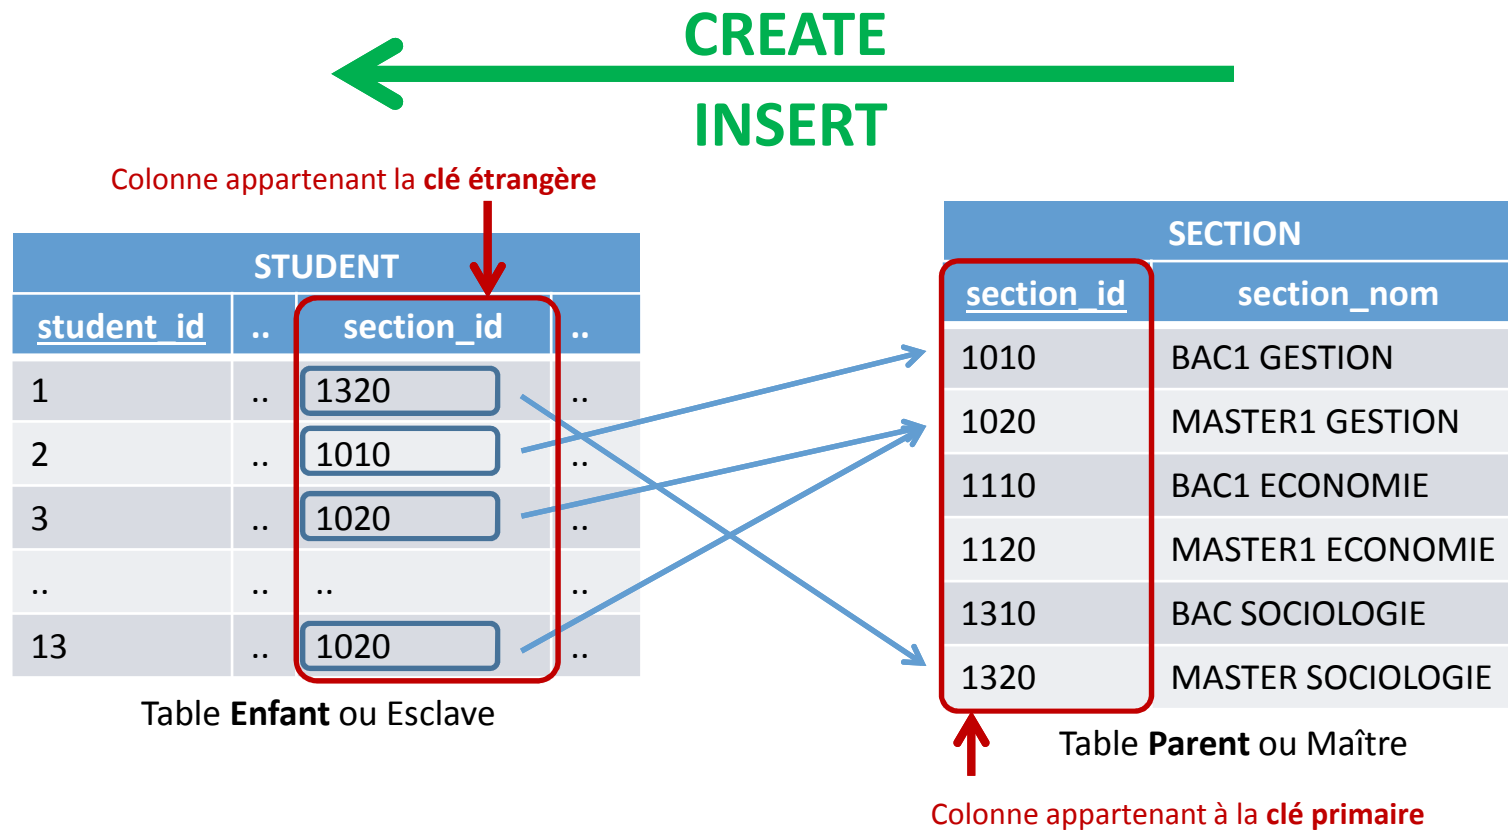 CREATE
INSERT
Colonne appartenant la clé étrangère
STUDENT
student_id .. section_id ..
1 .. 1320 ..
2 .. 1010 ..
3 .. 1020 ..
.. .. .. ..
13 .. 1020 ..
Table Enfant ou Esclave
SECTION
section_id section_nom
1010 BAC1 GESTION
1020 MASTER1 GESTION
1110 BAC1 ECONOMIE
1120 MASTER1 ECONOMIE
1310 BAC SOCIOLOGIE
1320 MASTER SOCIOLOGIE
Table Parent ou Maître
Colonne appartenant à la clé primaire